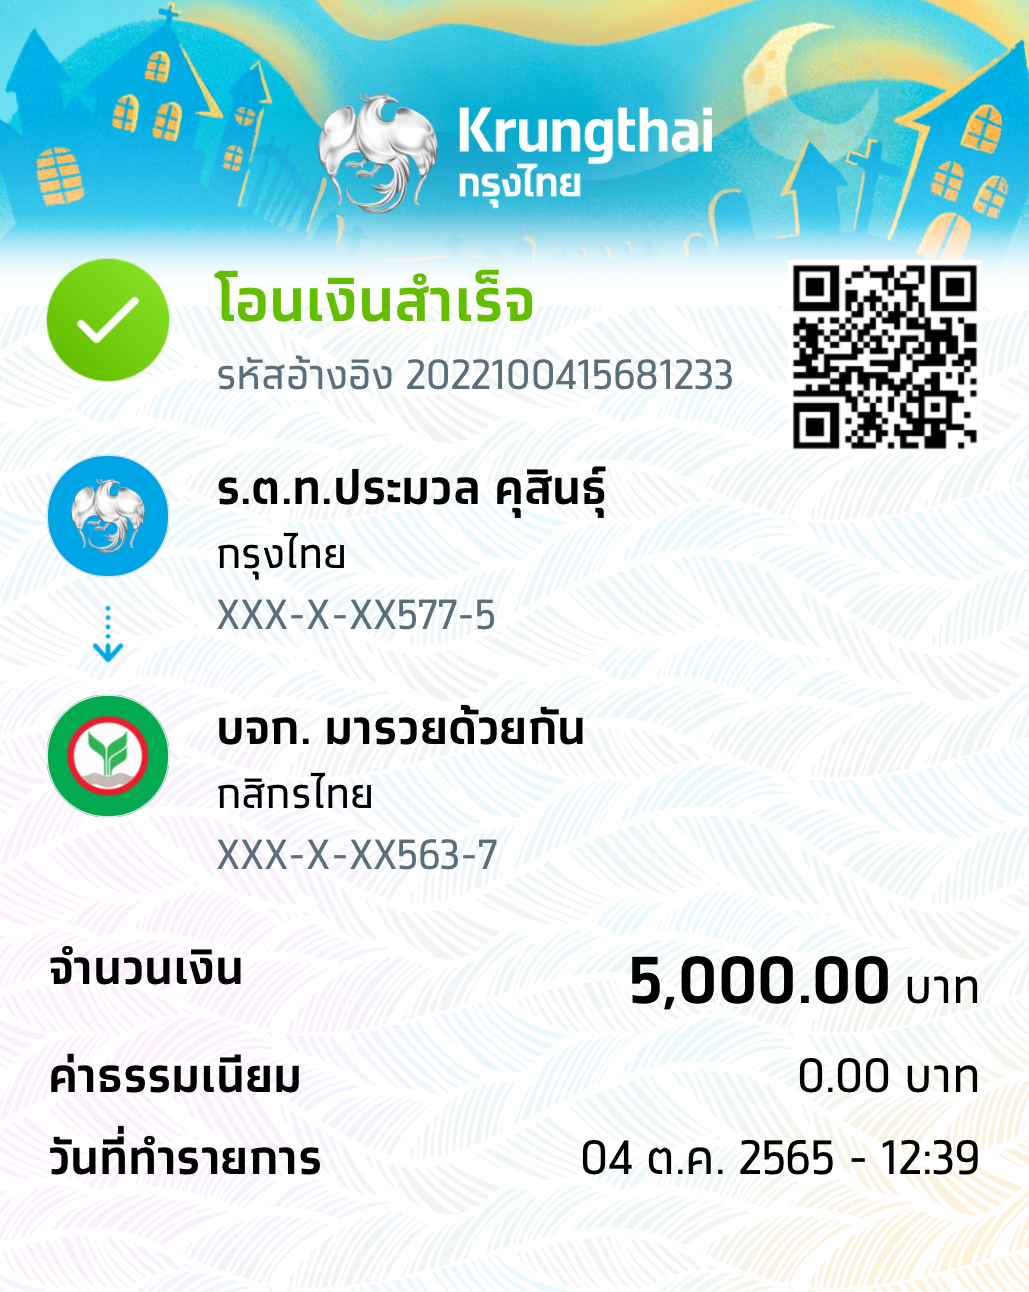 Krungthai
กรุงไทย
โอนเงินสำเร็จ
รหัสอ้างอิง 2022100415681233
ร.ต.ท.ประมวล คุสินธุ์
กรุงไทย
XXX-X-XX577-5
บจก. มารวยด้วยกัน
กสิกรไทย
XXX-X-XX563-7
จำนวนเงิน 5,000.00 บาท
ค่าธรรมเนียม 0.00 บาท
วันที่ทำรายการ 04 ต.ค. 2565 - 12:39